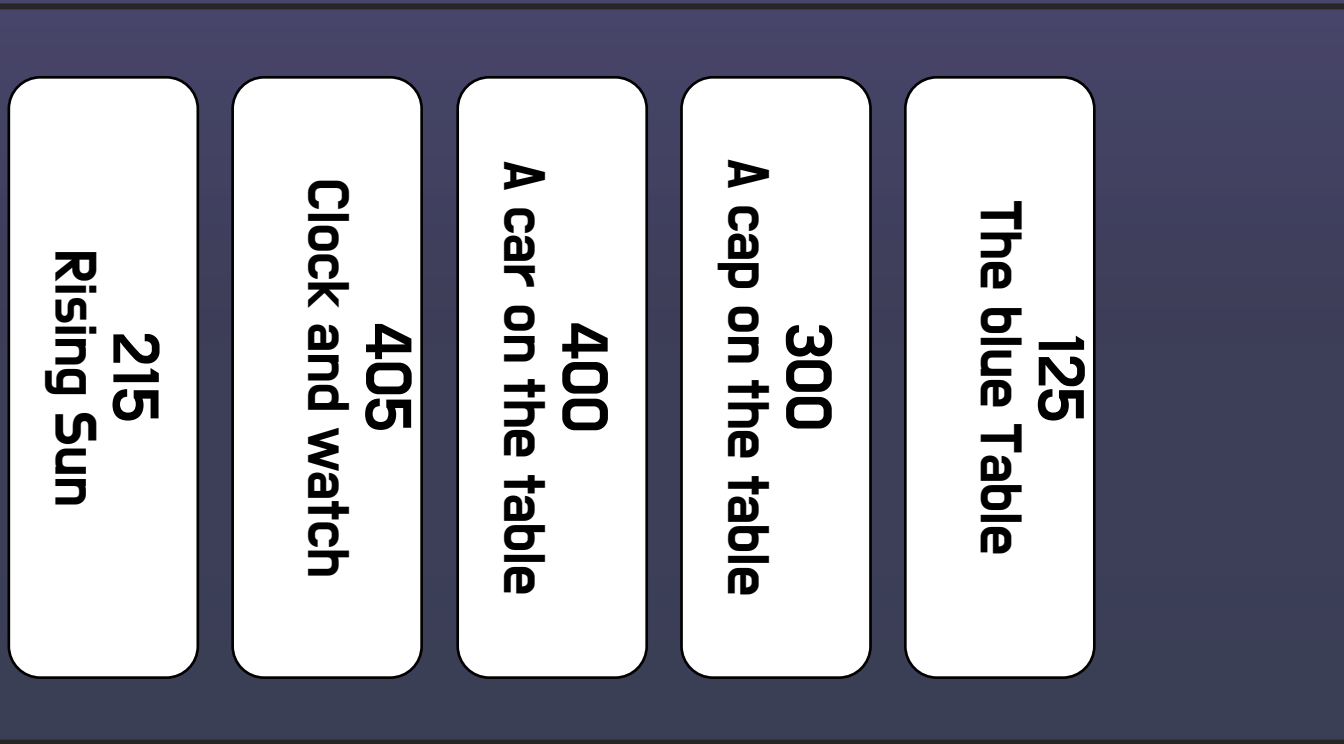 215
Rising Sun
405
Clock and watch
400
A car on the table
300
A cap on the table
125
The blue Table